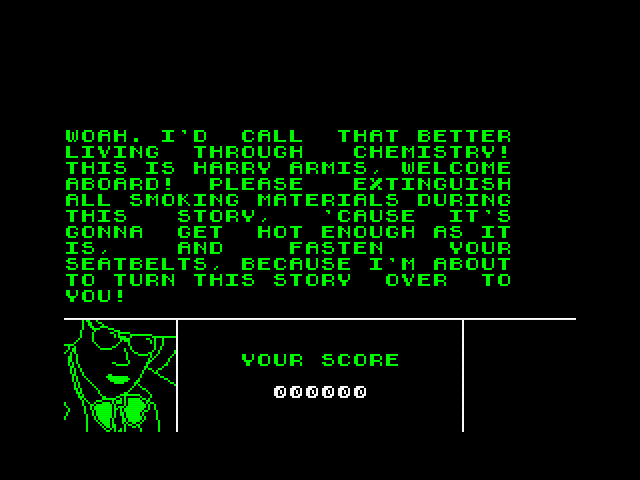 WOAH. I'D CALL THAT BETTER
LIVING THROUGH CHEMISTRY!
THIS IS HARRY ARMIS, WELCOME
ABOARD! PLEASE EXTINGUISH
ALL SMOKING MATERIALS DURING
THIS STORY, 'CAUSE IT'S
GONNA GET HOT ENOUGH AS IT
IS, AND FASTEN YOUR
SEATBELTS, BECAUSE I'M ABOUT
TO TURN THIS STORY OVER TO
YOU!
YOUR SCORE
000000